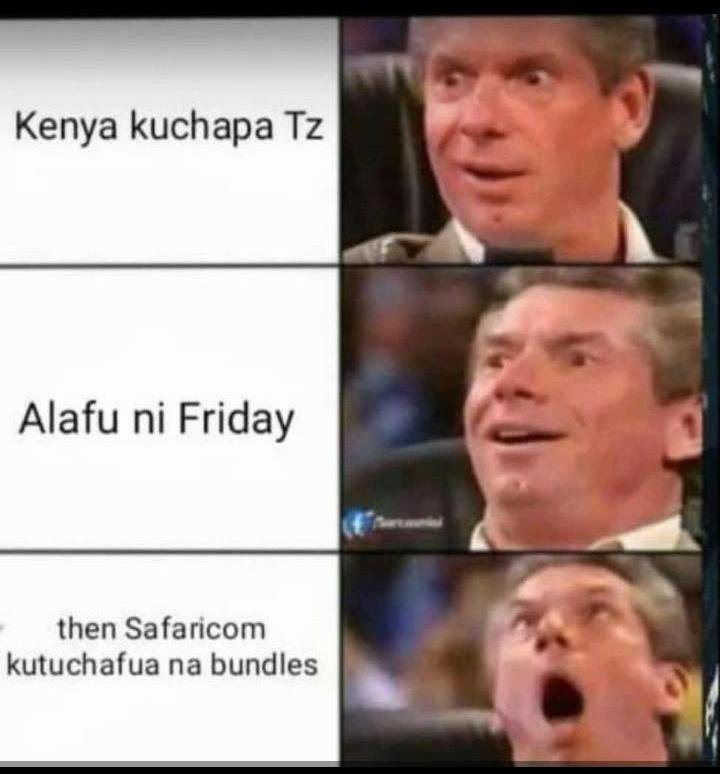 Kenya kuchapa Tz
Alafu ni Friday
then Safaricom
kutuchafua na bundles